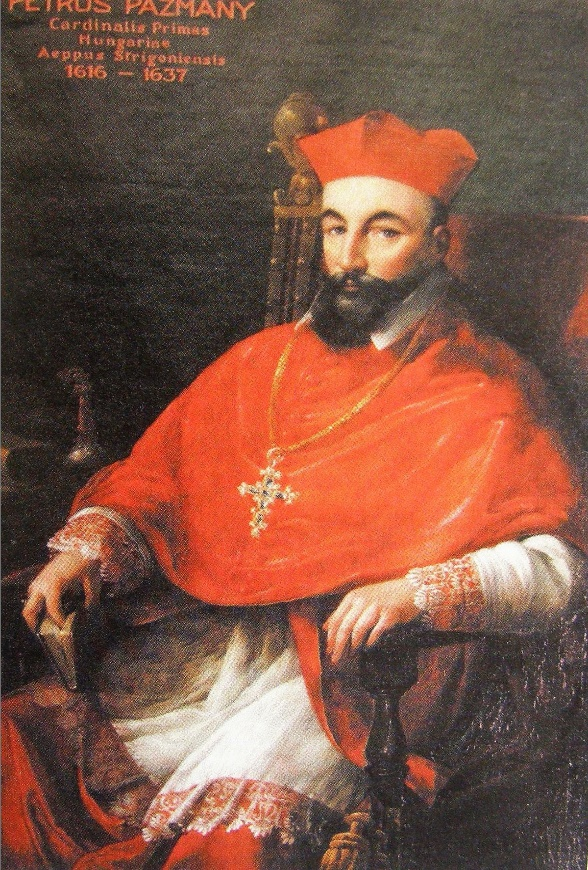 PETRUS PAZMANY
Cardinalis Primas
Hungariae
Aeppus Strigoniensis
1616 — 1637